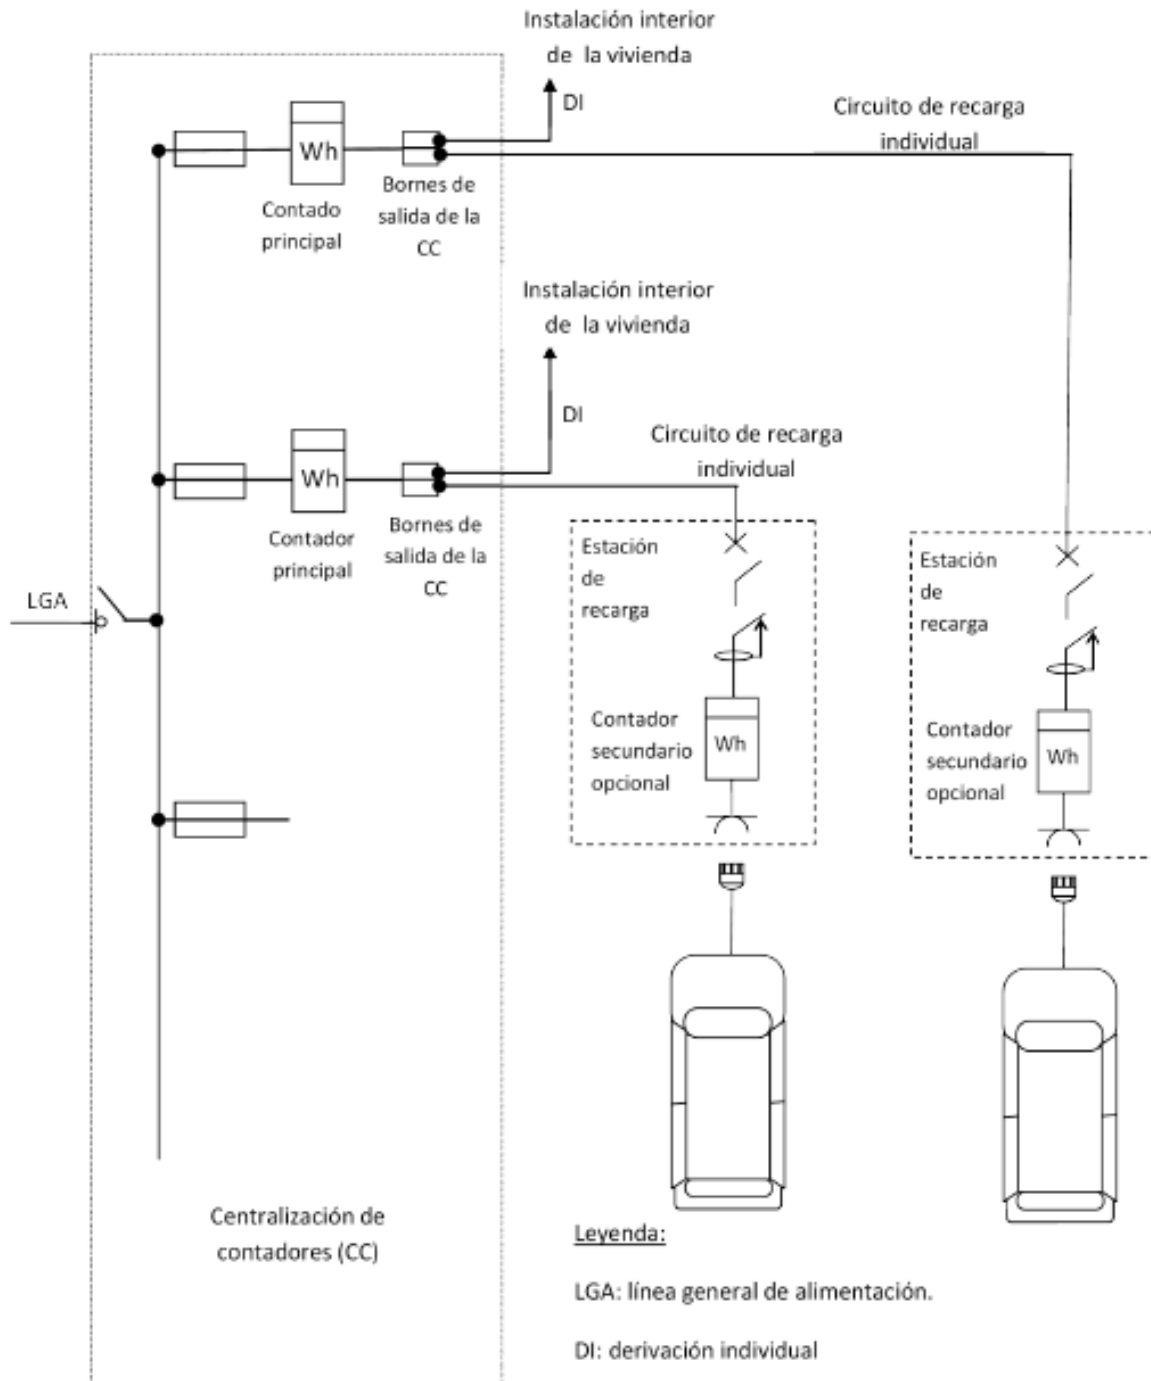 Instalación interior
de la vivienda
DI
Circuito de recarga
individual
Wh
Contado
principal
Bornes de
salida de la
CC
Instalación interior
de la vivienda
DI
Circuito de recarga
individual
Wh
Contador
principal
Bornes de
salida de la
CC
LGA
Estación
de
recarga
Contador
secundario
opcional
Wh
Estación
de
recarga
Contador
secundario
opcional
Wh
Centralización de
contadores (CC)
Leyenda:
LGA: línea general de alimentación.
DI: derivación individual